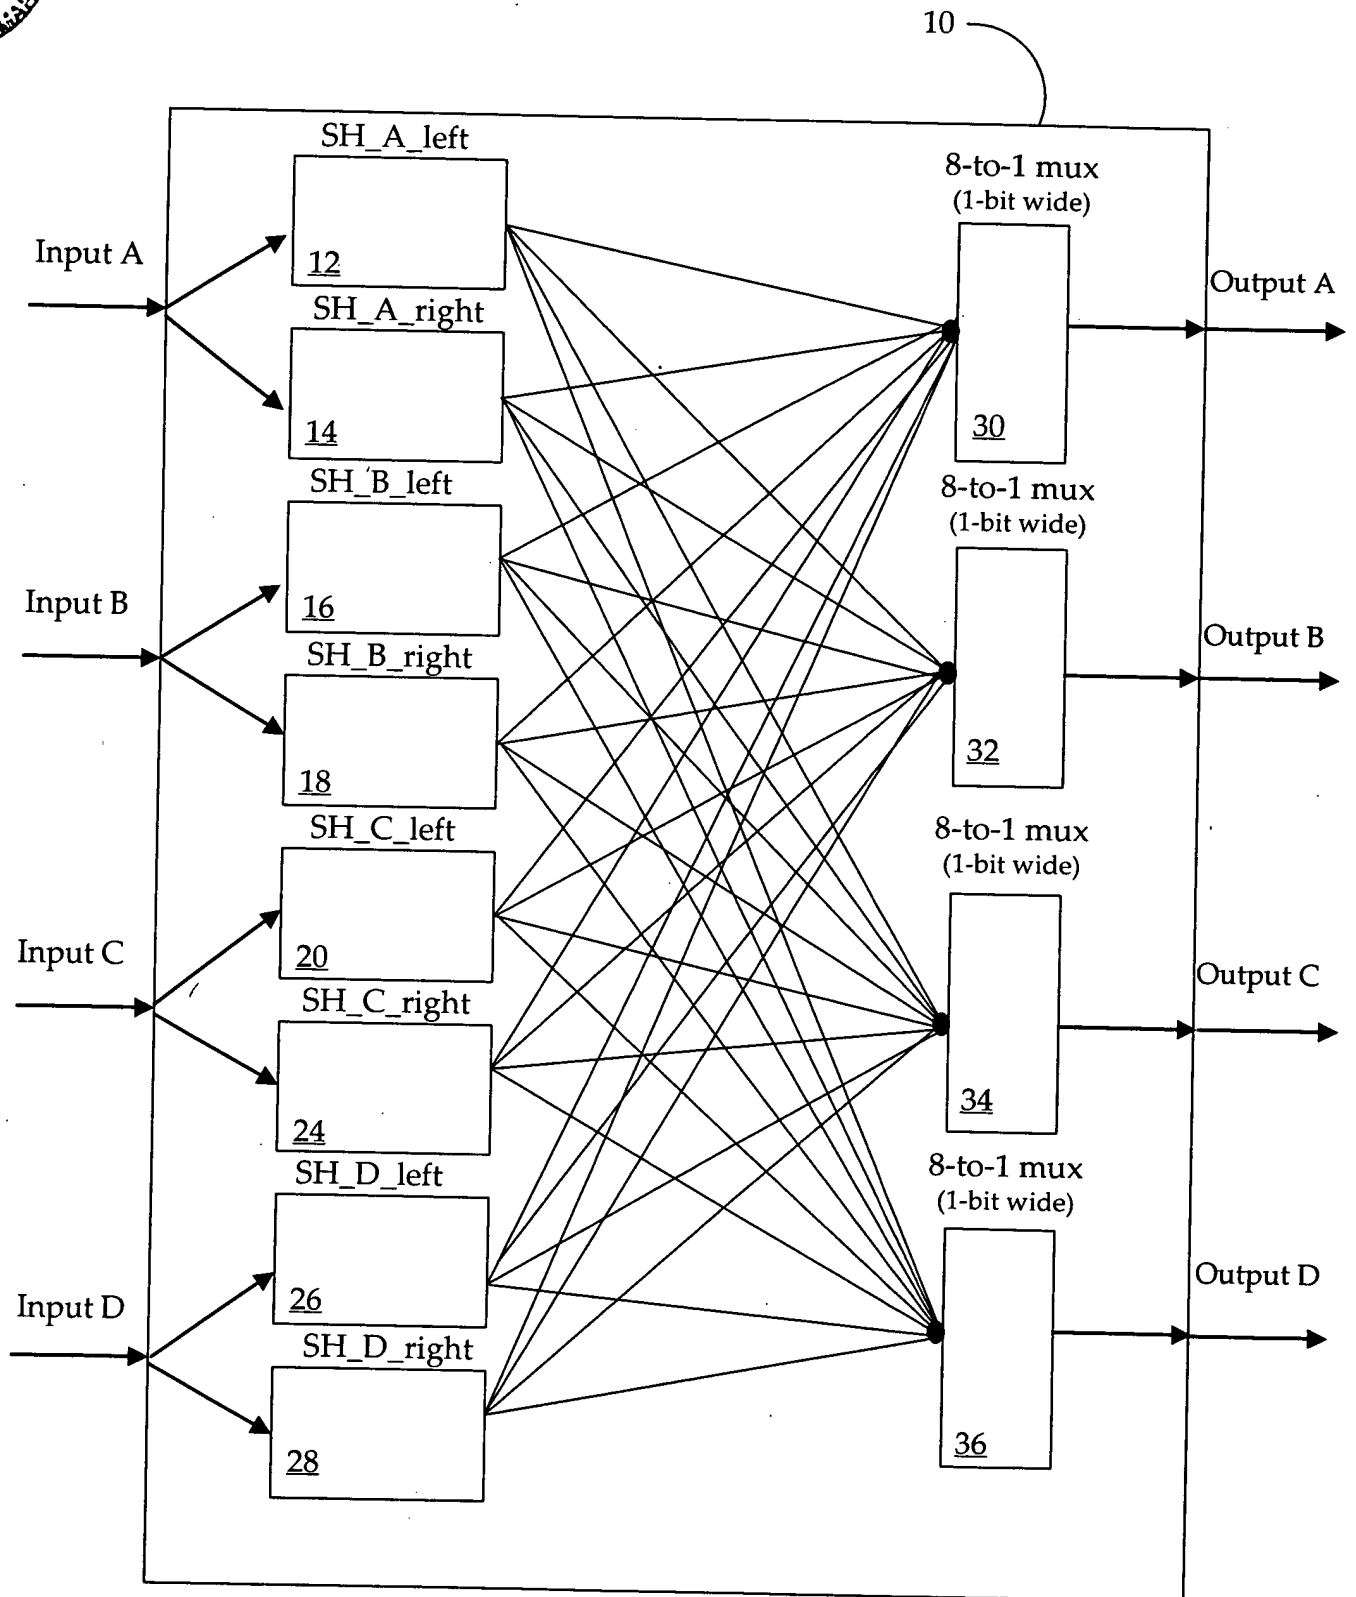 10
SH_A_left
8-to-1 mux
(1-bit wide)
Input A
12
Output A
SH_A_right
14
30
SH_B_left
8-to-1 mux
(1-bit wide)
Input B
16
Output B
SH_B_right
18
32
SH_C_left
8-to-1 mux
(1-bit wide)
Input C
20
Output C
SH_C_right
24
34
SH_D_left
8-to-1 mux
(1-bit wide)
Input D
26
Output D
SH_D_right
28
36